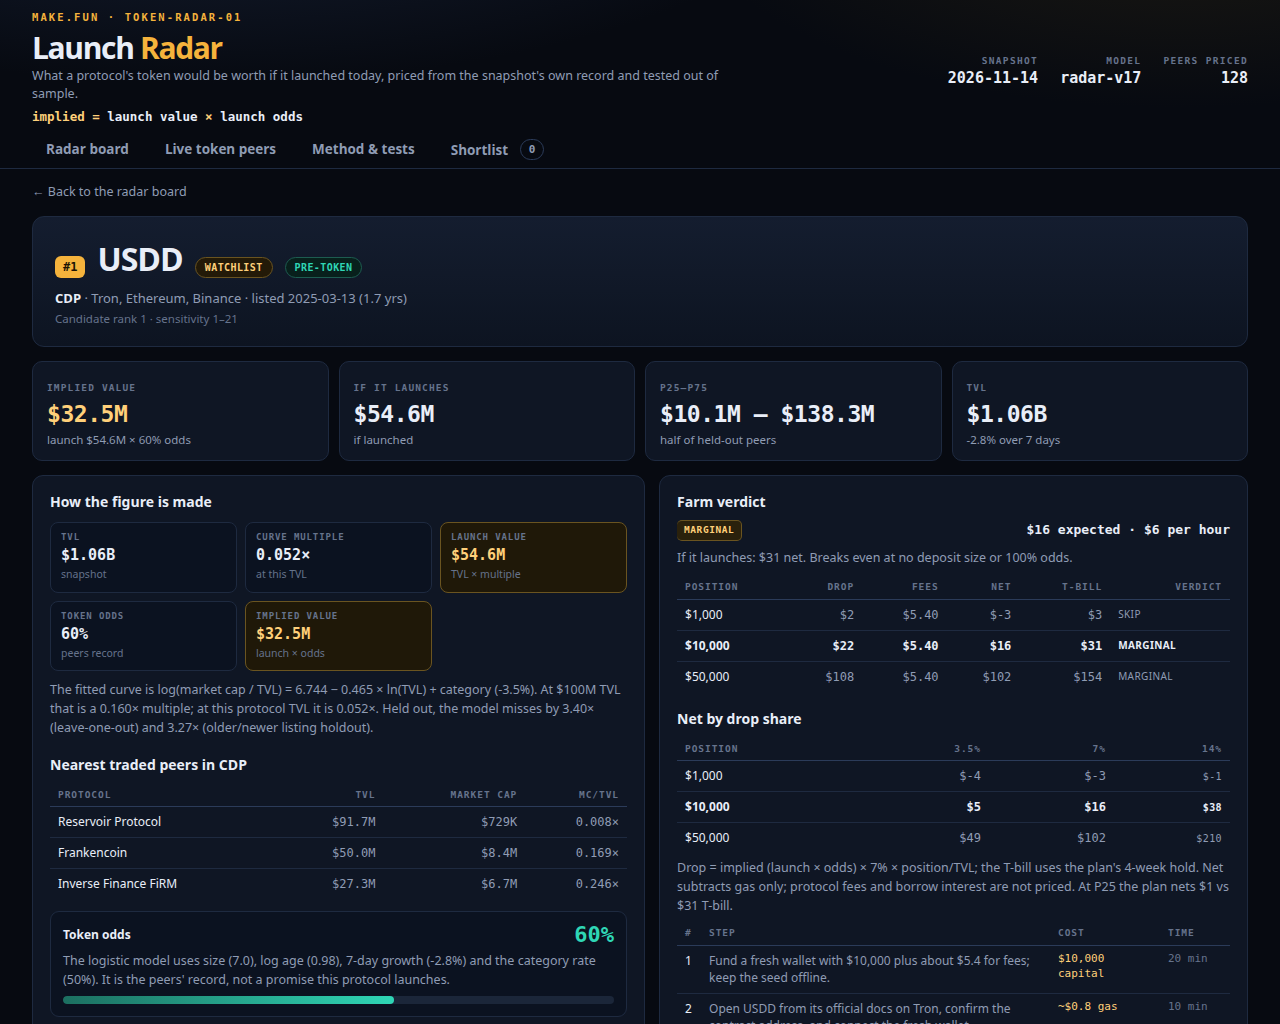 MAKE.FUN · TOKEN-RADAR-01
Launch Radar
What a protocol's token would be worth if it launched today, priced from the snapshot's own record and tested out of
sample.
implied = launch value × launch odds
SNAPSHOT
2026-11-14
MODEL
radar-v17
PEERS PRICED
128
Radar board
Live token peers
Method & tests
Shortlist 0
← Back to the radar board
#1 USDD WATCHLIST PRE-TOKEN
CDP · Tron, Ethereum, Binance · listed 2025-03-13 (1.7 yrs)
Candidate rank 1 · sensitivity 1–21
IMPLIED VALUE
$32.5M
launch $54.6M × 60% odds
IF IT LAUNCHES
$54.6M
if launched
P25–P75
$10.1M — $138.3M
half of held-out peers
TVL
$1.06B
-2.8% over 7 days
How the figure is made
TVL
$1.06B
snapshot
CURVE MULTIPLE
0.052×
at this TVL
LAUNCH VALUE
$54.6M
TVL × multiple
TOKEN ODDS
60%
peers record
IMPLIED VALUE
$32.5M
launch × odds
The fitted curve is log(market cap / TVL) = 6.744 − 0.465 × ln(TVL) + category (-3.5%). At $100M TVL
that is a 0.160× multiple; at this protocol TVL it is 0.052×. Held out, the model misses by 3.40×
(leave-one-out) and 3.27× (older/newer listing holdout).
Nearest traded peers in CDP
PROTOCOL TVL MARKET CAP MC/TVL
Reservoir Protocol $91.7M $729K 0.008×
Frankencoin $50.0M $8.4M 0.169×
Inverse Finance FiRM $27.3M $6.7M 0.246×
Token odds 60%
The logistic model uses size (7.0), log age (0.98), 7-day growth (-2.8%) and the category rate
(50%). It is the peers' record, not a promise this protocol launches.
Farm verdict
MARGINAL $16 expected · $6 per hour
If it launches: $31 net. Breaks even at no deposit size or 100% odds.
POSITION DROP FEES NET T-BILL VERDICT
$1,000 $2 $5.40 $-3 $3 SKIP
$10,000 $22 $5.40 $16 $31 MARGINAL
$50,000 $108 $5.40 $102 $154 MARGINAL
Net by drop share
POSITION 3.5% 7% 14%
$1,000 $-4 $-3 $-1
$10,000 $5 $16 $38
$50,000 $49 $102 $210
Drop = implied (launch × odds) × 7% × position/TVL; the T-bill uses the plan's 4-week hold. Net
subtracts gas only; protocol fees and borrow interest are not priced. At P25 the plan nets $1 vs
$31 T-bill.
# STEP COST TIME
1 Fund a fresh wallet with $10,000 plus about $5.4 for fees; $10,000 20 min
keep the seed offline. capital
2 Open USDD from its official docs on Tron, confirm the ~$0.8 gas 10 min
contract address, and connect the fresh wallet.